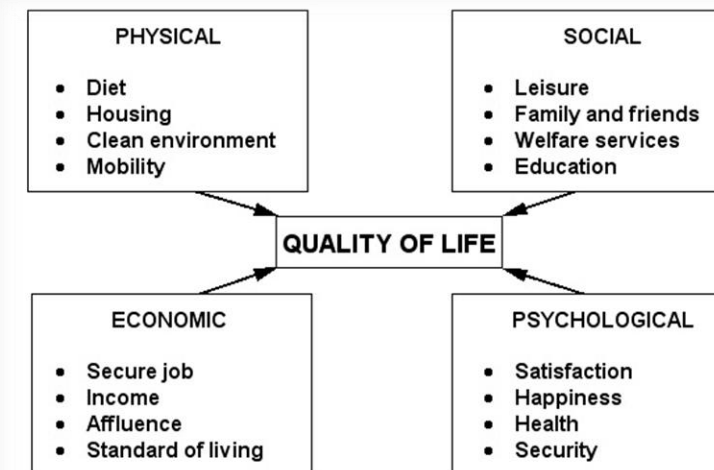 PHYSICAL
• Diet
• Housing
• Clean environment
• Mobility
SOCIAL
• Leisure
• Family and friends
• Welfare services
• Education
QUALITY OF LIFE
ECONOMIC
• Secure job
• Income
• Affluence
• Standard of living
PSYCHOLOGICAL
• Satisfaction
• Happiness
• Health
• Security